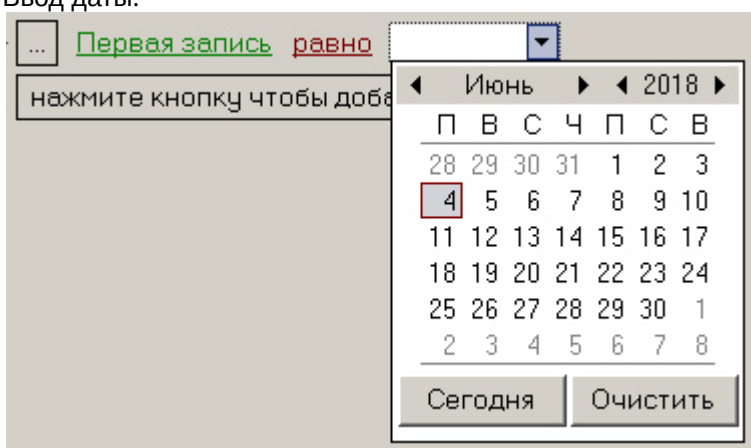 Ввод даты:
... Первая запись равно
нажмите кнопку чтобы доба
Июнь 2018
П В С Ч П С В
28 29 30 31 1 2 3
4 5 6 7 8 9 10
11 12 13 14 15 16 17
18 19 20 21 22 23 24
25 26 27 28 29 30 1
2 3 4 5 6 7 8
Сегодня Очистить